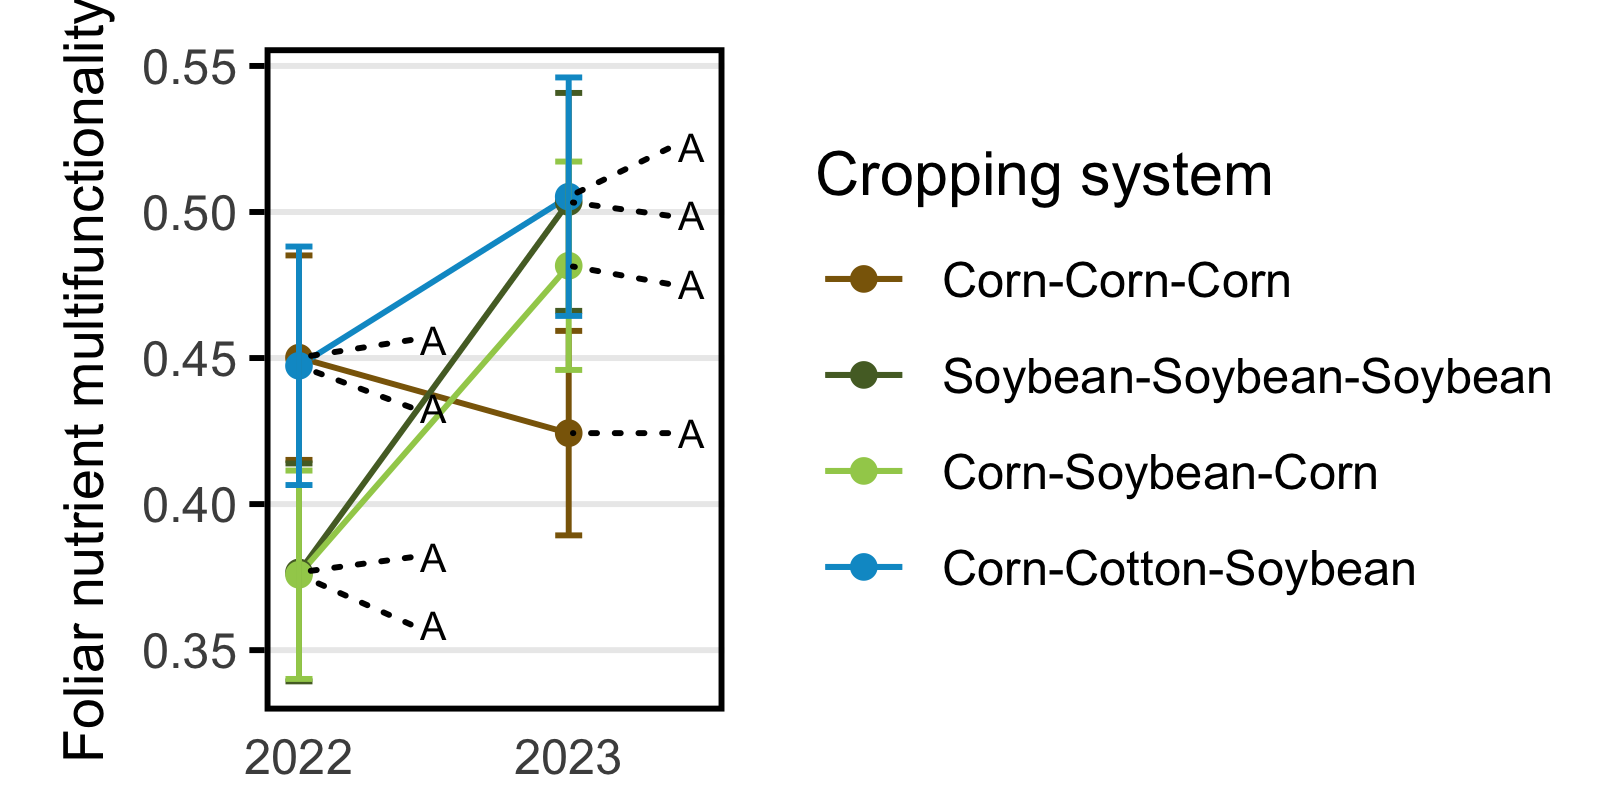 Foliar nutrient multifunctionality
0.55
0.50
0.45
0.40
0.35
A
A
A
A
A
A
A
A
2022
2023
Cropping system
Corn-Corn-Corn
Soybean-Soybean-Soybean
Corn-Soybean-Corn
Corn-Cotton-Soybean